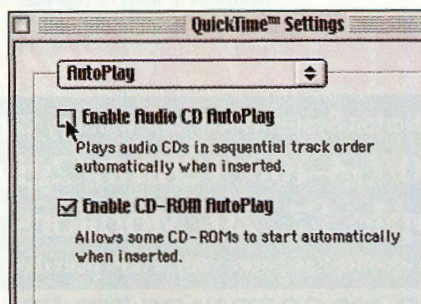 QuickTime™ Settings
AutoPlay
Enable Audio CD AutoPlay
Plays audio CDs in sequential track order
automatically when inserted.
Enable CD-ROM AutoPlay
Allows some CD-ROMs to start automatically
when inserted.